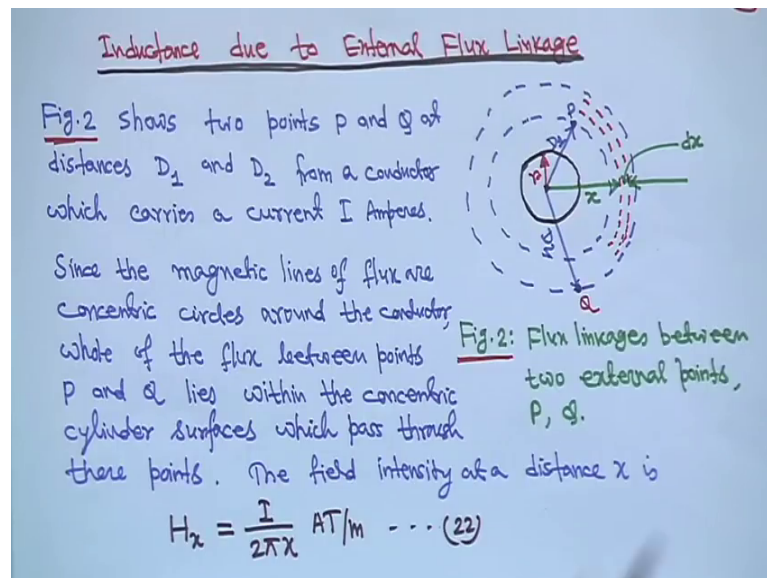 Inductance due to External Flux Linkage
Fig.2 shows two points P and Q at
distances D1 and D2 from a conductor
which carries a current I Amperes.
Since the magnetic lines of flux are
concentric circles around the conductor,
whole of the flux between points
P and Q lies within the concentric
cylinder surfaces which pass through
these points. The field intensity at a distance x is
Hx = I/2πx AT/m --- (22)
P
D1
r
x
dx
D2
Q
Fig.2: Flux linkages between
two external points,
P, Q.